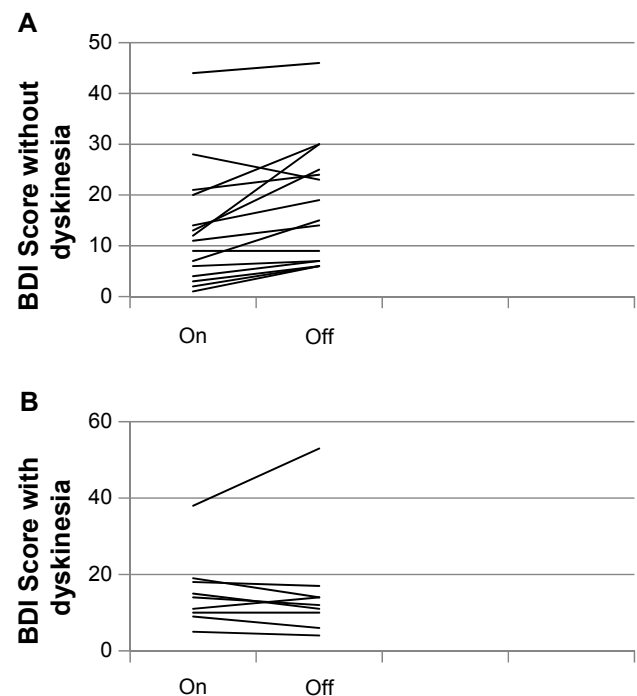 A
50
40
30
20
10
0
BDI Score without
dyskinesia
On Off
B
60
40
20
0
BDI Score with
dyskinesia
On Off